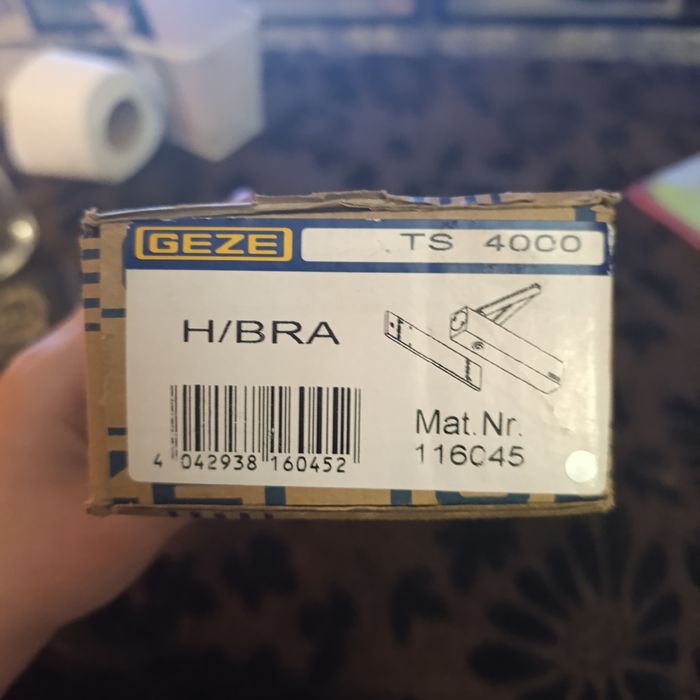 GEZE
TS 4000
H/BRA
Mat.Nr.
116045
4 042938 160452